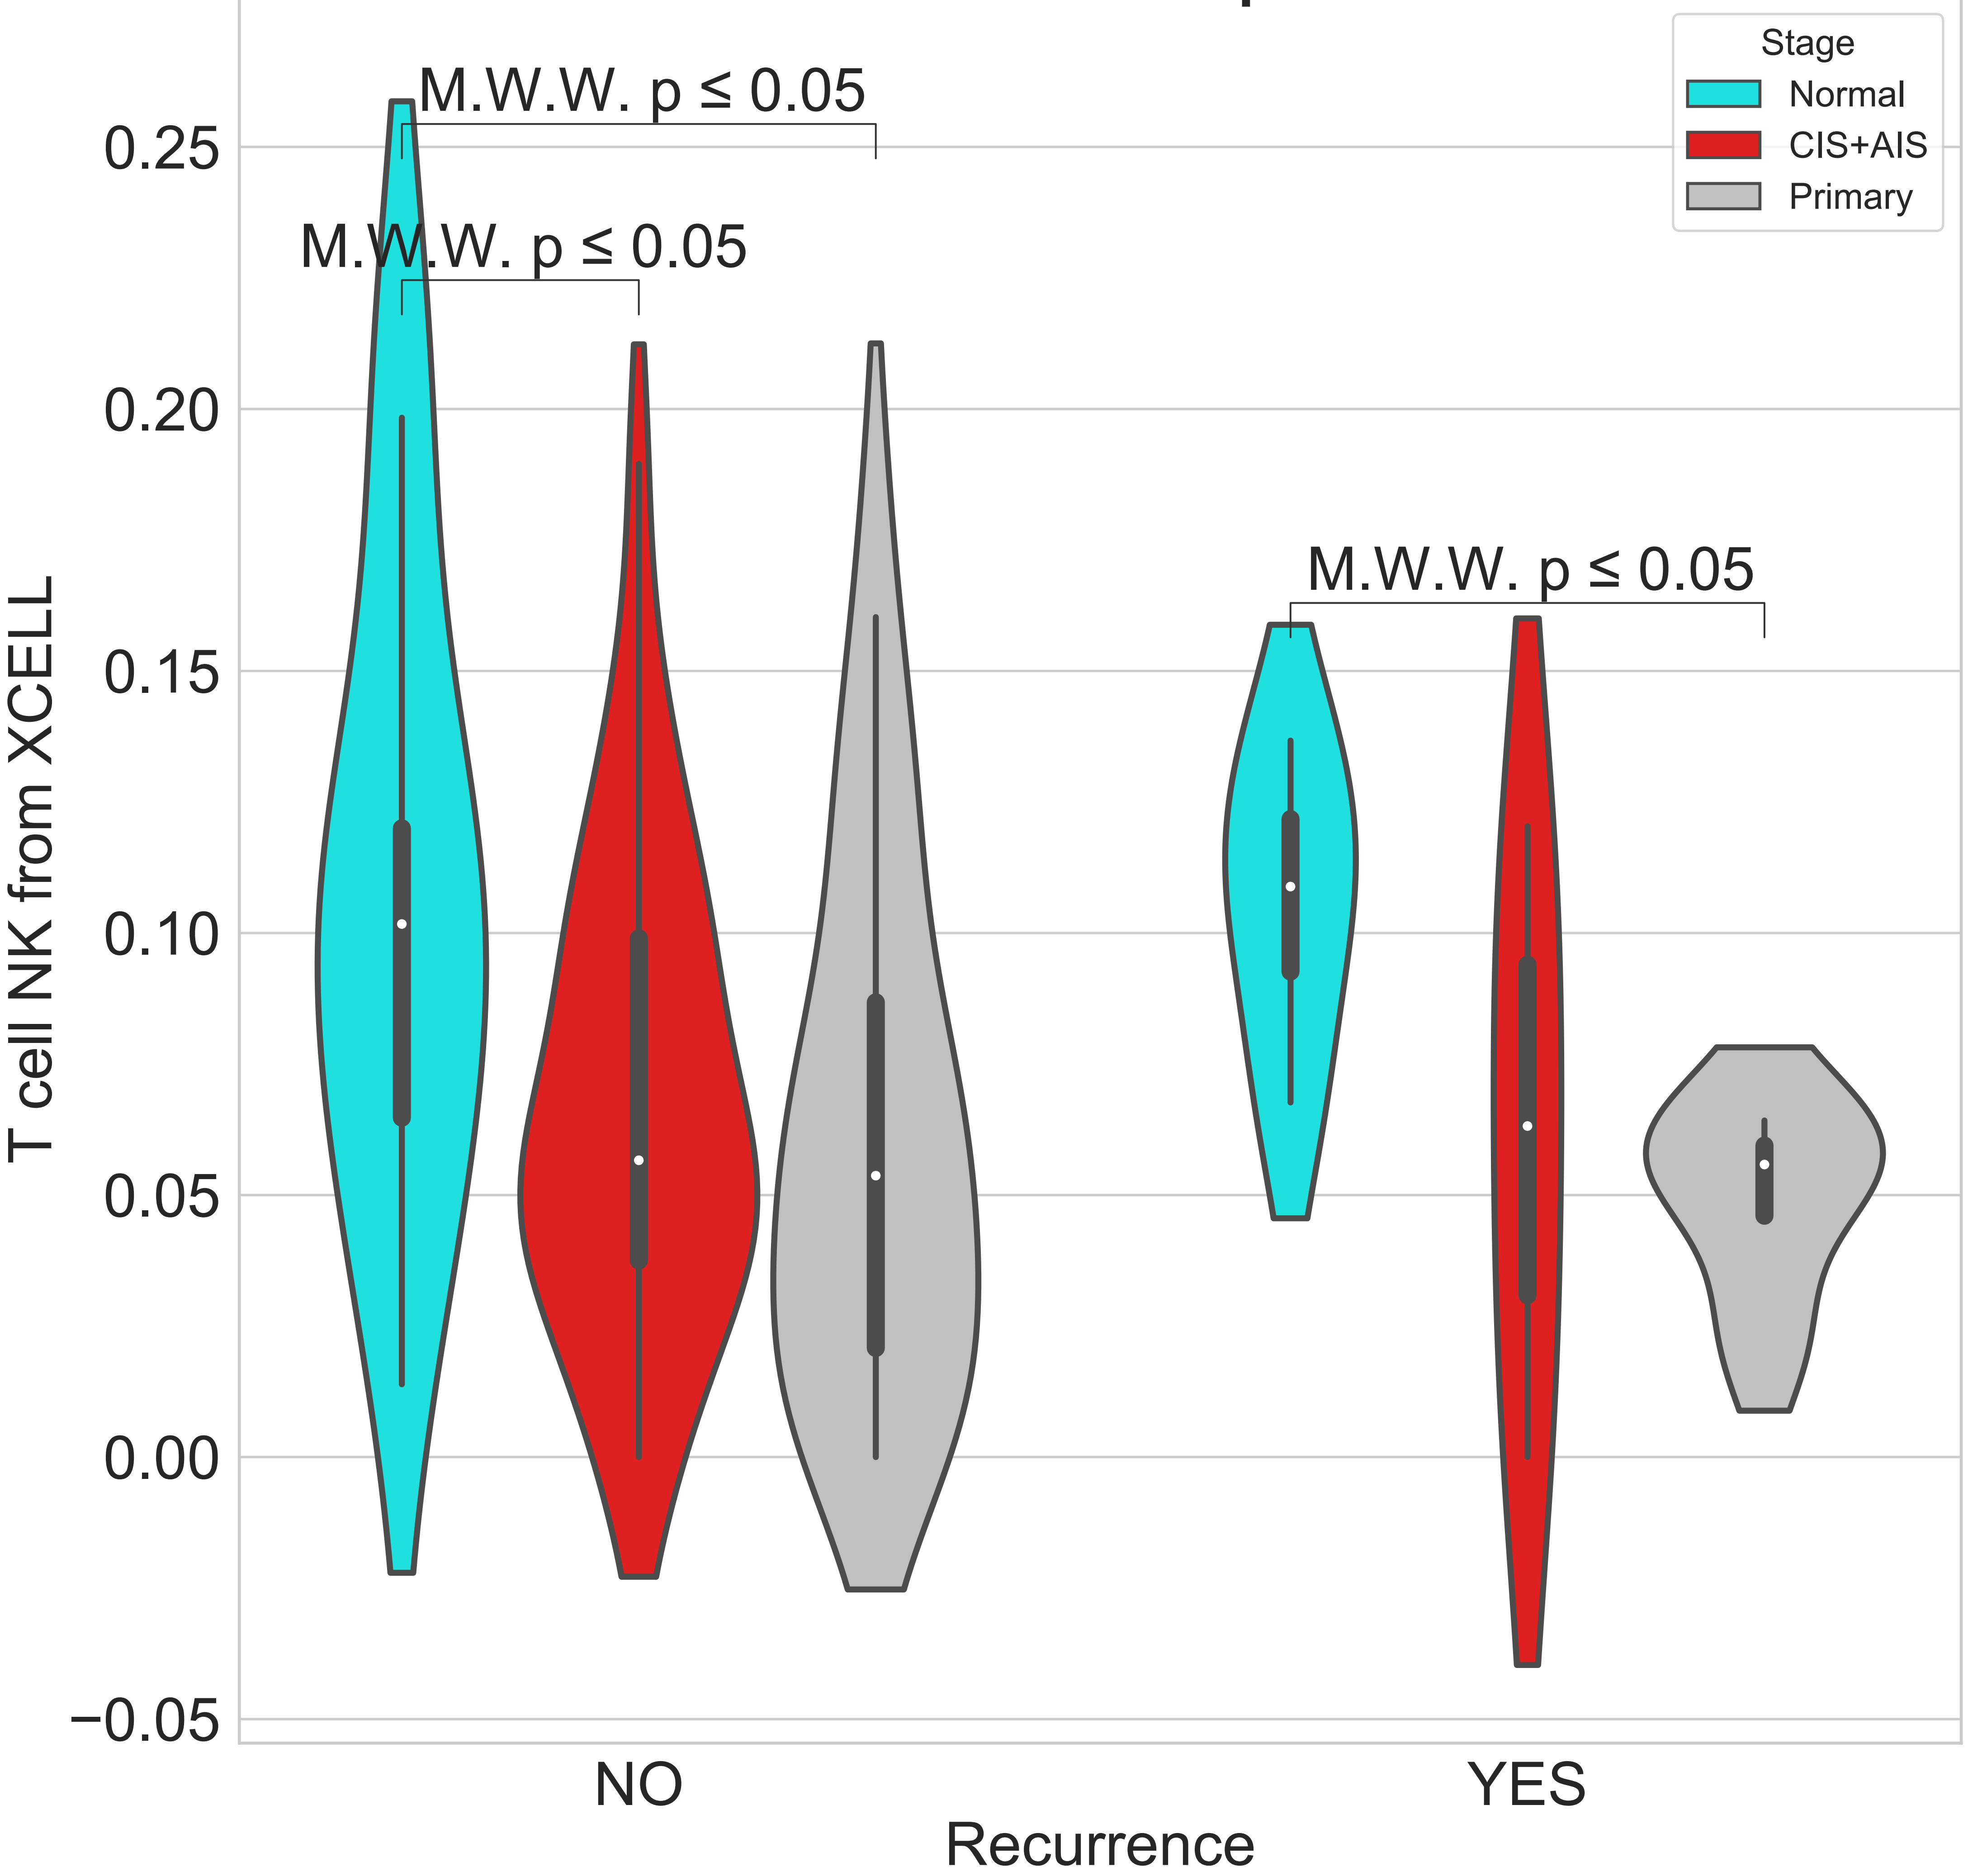 Stage
Normal
CIS+AIS
Primary
M.W.W. p ≤ 0.05
M.W.W. p ≤ 0.05
M.W.W. p ≤ 0.05
0.25
0.20
0.15
0.10
0.05
0.00
−0.05
T cell NK from XCELL
NO
YES
Recurrence